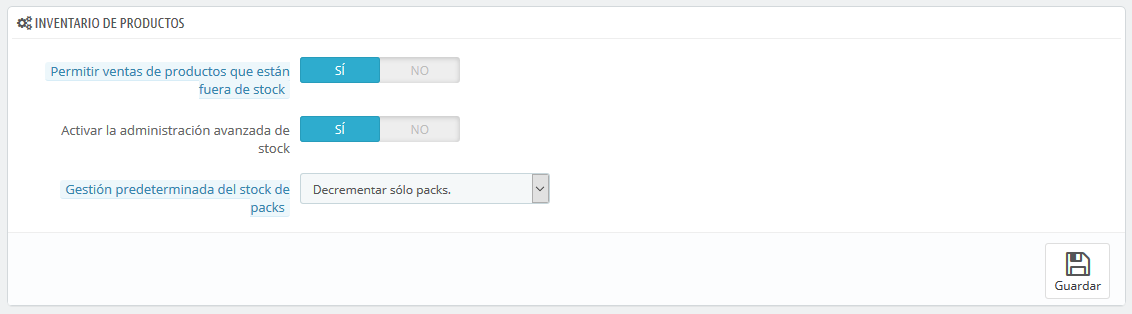 INVENTARIO DE PRODUCTOS
Permitir ventas de productos que están
fuera de stock
SÍ NO
Activar la administración avanzada de
stock
SÍ NO
Gestión predeterminada del stock de
packs
Decrementar sólo packs.
Guardar